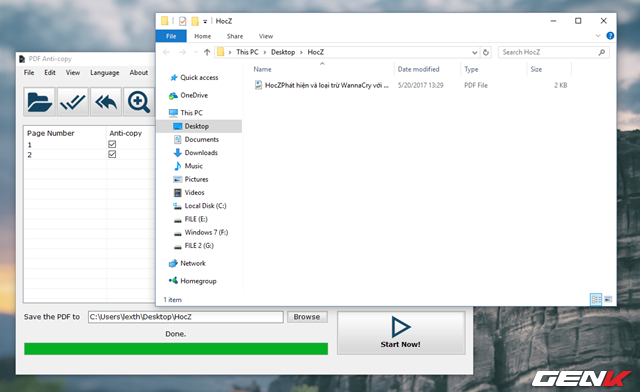 HocZ
File Home Share View
This PC Desktop HocZ
Search HocZ
Name Date modified Type Size
HocZPhát hiện và loại trừ WannaCry với ... 5/20/2017 13:29 PDF File 2 KB
Quick access
OneDrive
This PC
Desktop
Documents
Downloads
Music
Pictures
Videos
Local Disk (C:)
FILE (E:)
Windows 7 (F:)
FILE 2 (G:)
Network
Homegroup
1 item
PDF Anti-copy
File Edit View Language About
Page Number Anti-copy
1
2
Save the PDF to C:\Users\lexth\Desktop\HocZ Browse
Done.
Start Now!
GENK